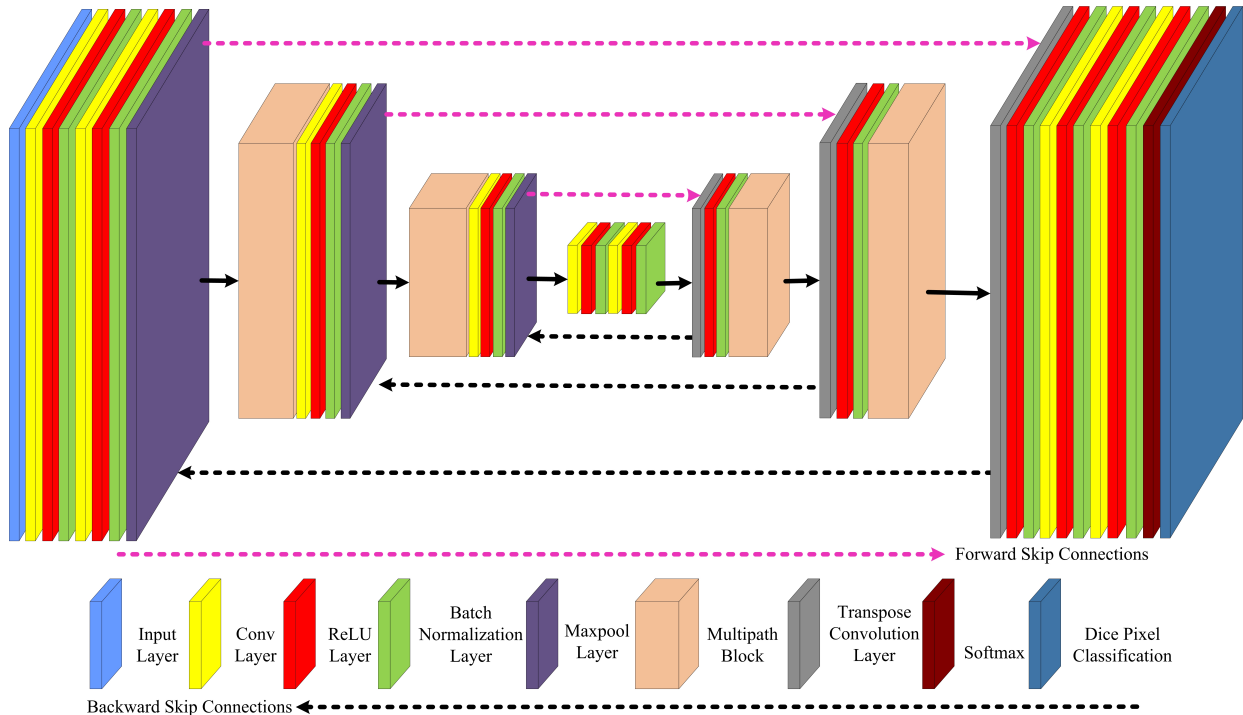 Forward Skip Connections
Input
Layer
Conv
Layer
ReLU
Layer
Batch
Normalization
Layer
Maxpool
Layer
Multipath
Block
Transpose
Convolution
Layer
Softmax
Dice Pixel
Classification
Backward Skip Connections